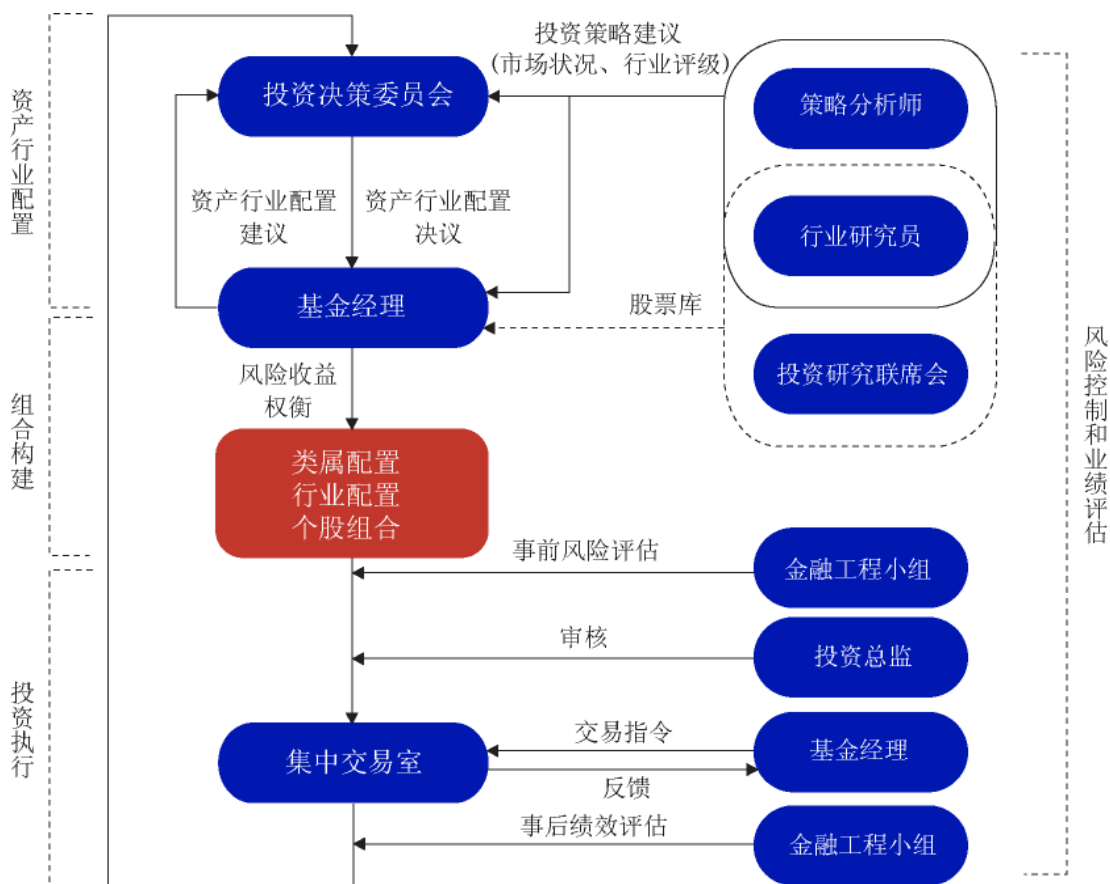 投资策略建议
(市场状况、行业评级)
投资决策委员会
策略分析师
资产行业配置
资产行业配置
建议
资产行业配置
决议
行业研究员
基金经理
股票库
投资研究联席会
风险收益
权衡
组合构建
类属配置
行业配置
个股组合
风险控制和业绩评估
事前风险评估
金融工程小组
审核
投资总监
投资执行
集中交易室
交易指令
反馈
基金经理
事后绩效评估
金融工程小组